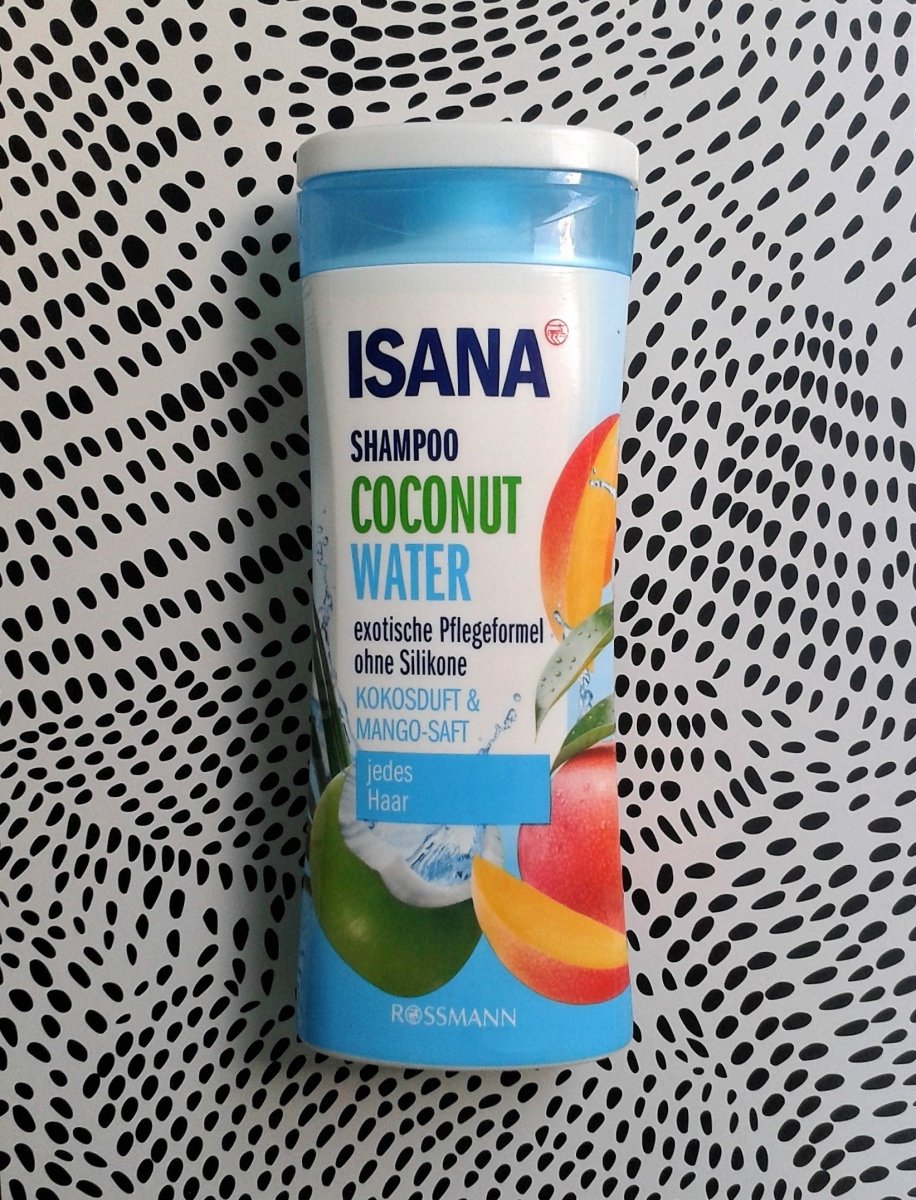 ISANA
SHAMPOO
COCONUT
WATER
exotische Pflegeformel
ohne Silikone
KOKOSDUFT &
MANGO-SAFT
jedes
Haar
ROSSMANN